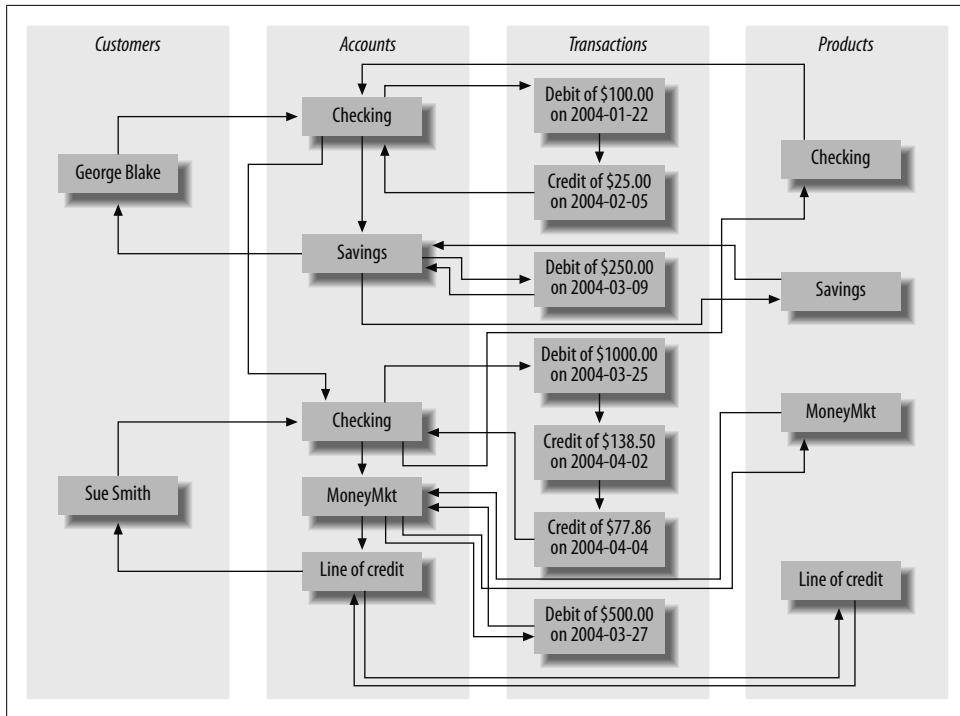 Customers
Accounts
Transactions
Products
George Blake
Sue Smith
Checking
Savings
Checking
MoneyMkt
Line of credit
Debit of $100.00
on 2004-01-22
Credit of $25.00
on 2004-02-05
Debit of $250.00
on 2004-03-09
Debit of $1000.00
on 2004-03-25
Credit of $138.50
on 2004-04-02
Credit of $77.86
on 2004-04-04
Debit of $500.00
on 2004-03-27
Checking
Savings
MoneyMkt
Line of credit